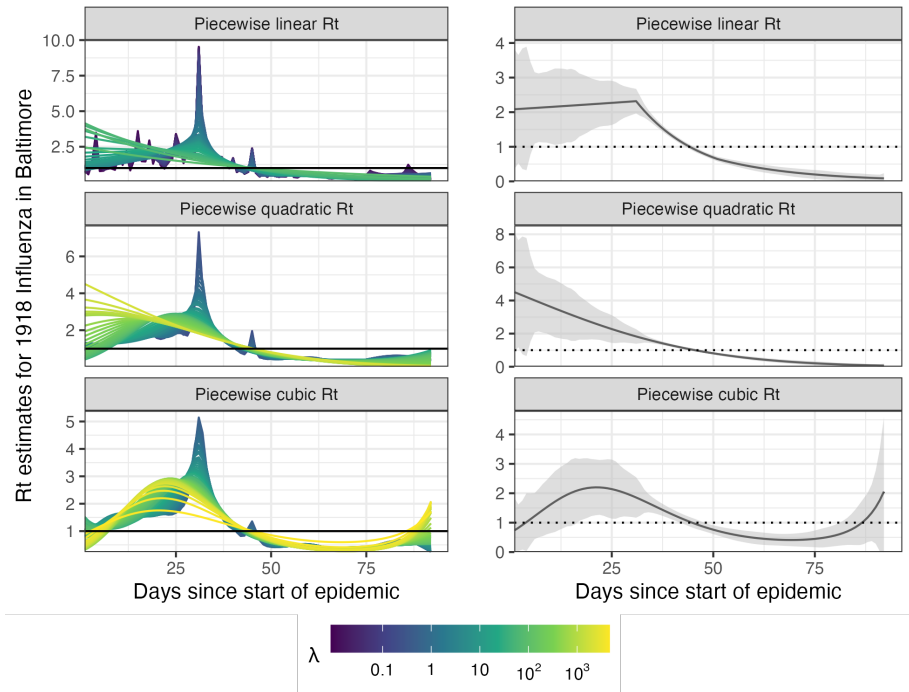 Piecewise linear Rt
Piecewise linear Rt
10.0
7.5
5.0
2.5
4
3
2
1
0
Piecewise quadratic Rt
Piecewise quadratic Rt
6
4
2
8
6
4
2
0
Piecewise cubic Rt
Piecewise cubic Rt
5
4
3
2
1
4
3
2
1
0
Rt estimates for 1918 Influenza in Baltimore
25 50 75
25 50 75
Days since start of epidemic
Days since start of epidemic
λ
0.1 1 10 10² 10³